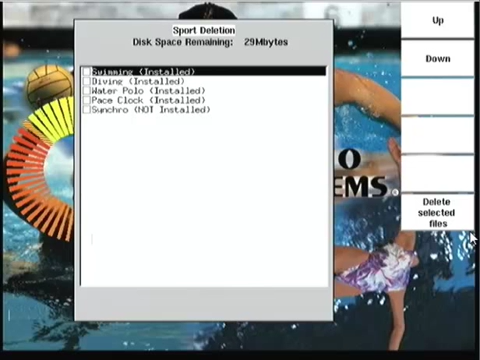 Sport Deletion
Disk Space Remaining: 29Mbytes
Swimming (Installed)
Diving (Installed)
Water Polo (Installed)
Pace Clock (Installed)
Synchro (NOT Installed)
Up
Down
Delete
selected
files
O
EMS.